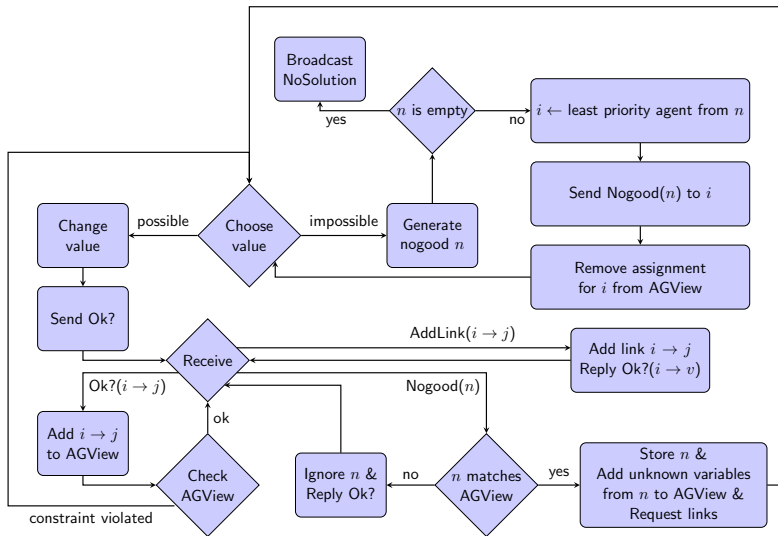 Broadcast
NoSolution
yes
n is empty
no
i ← least priority agent from n
Send Nogood(n) to i
Remove assignment
for i from AGView
Change
value
possible
Choose
value
impossible
Generate
nogood n
Send Ok?
Receive
AddLink(i → j)
Add link i → j
Reply Ok?(i → v)
Ok?(i → j)
Nogood(n)
Add i → j
to AGView
ok
Check
AGView
constraint violated
Ignore n &
Reply Ok?
no
n matches
AGView
yes
Store n &
Add unknown variables
from n to AGView &
Request links